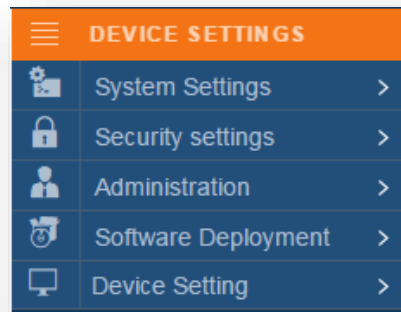 DEVICE SETTINGS
System Settings
Security settings
Administration
Software Deployment
Device Setting